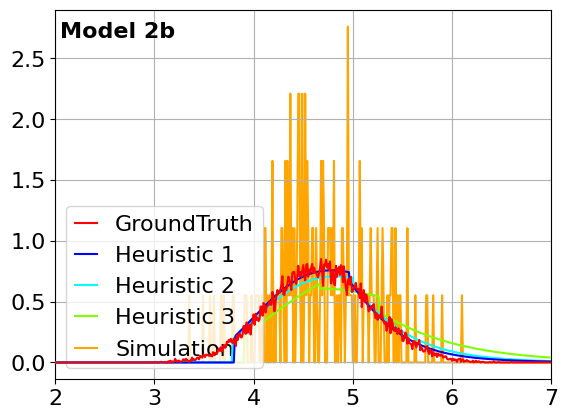 Model 2b
2.5
2.0
1.5
1.0
0.5
0.0
GroundTruth
Heuristic 1
Heuristic 2
Heuristic 3
Simulation
2 3 4 5 6 7